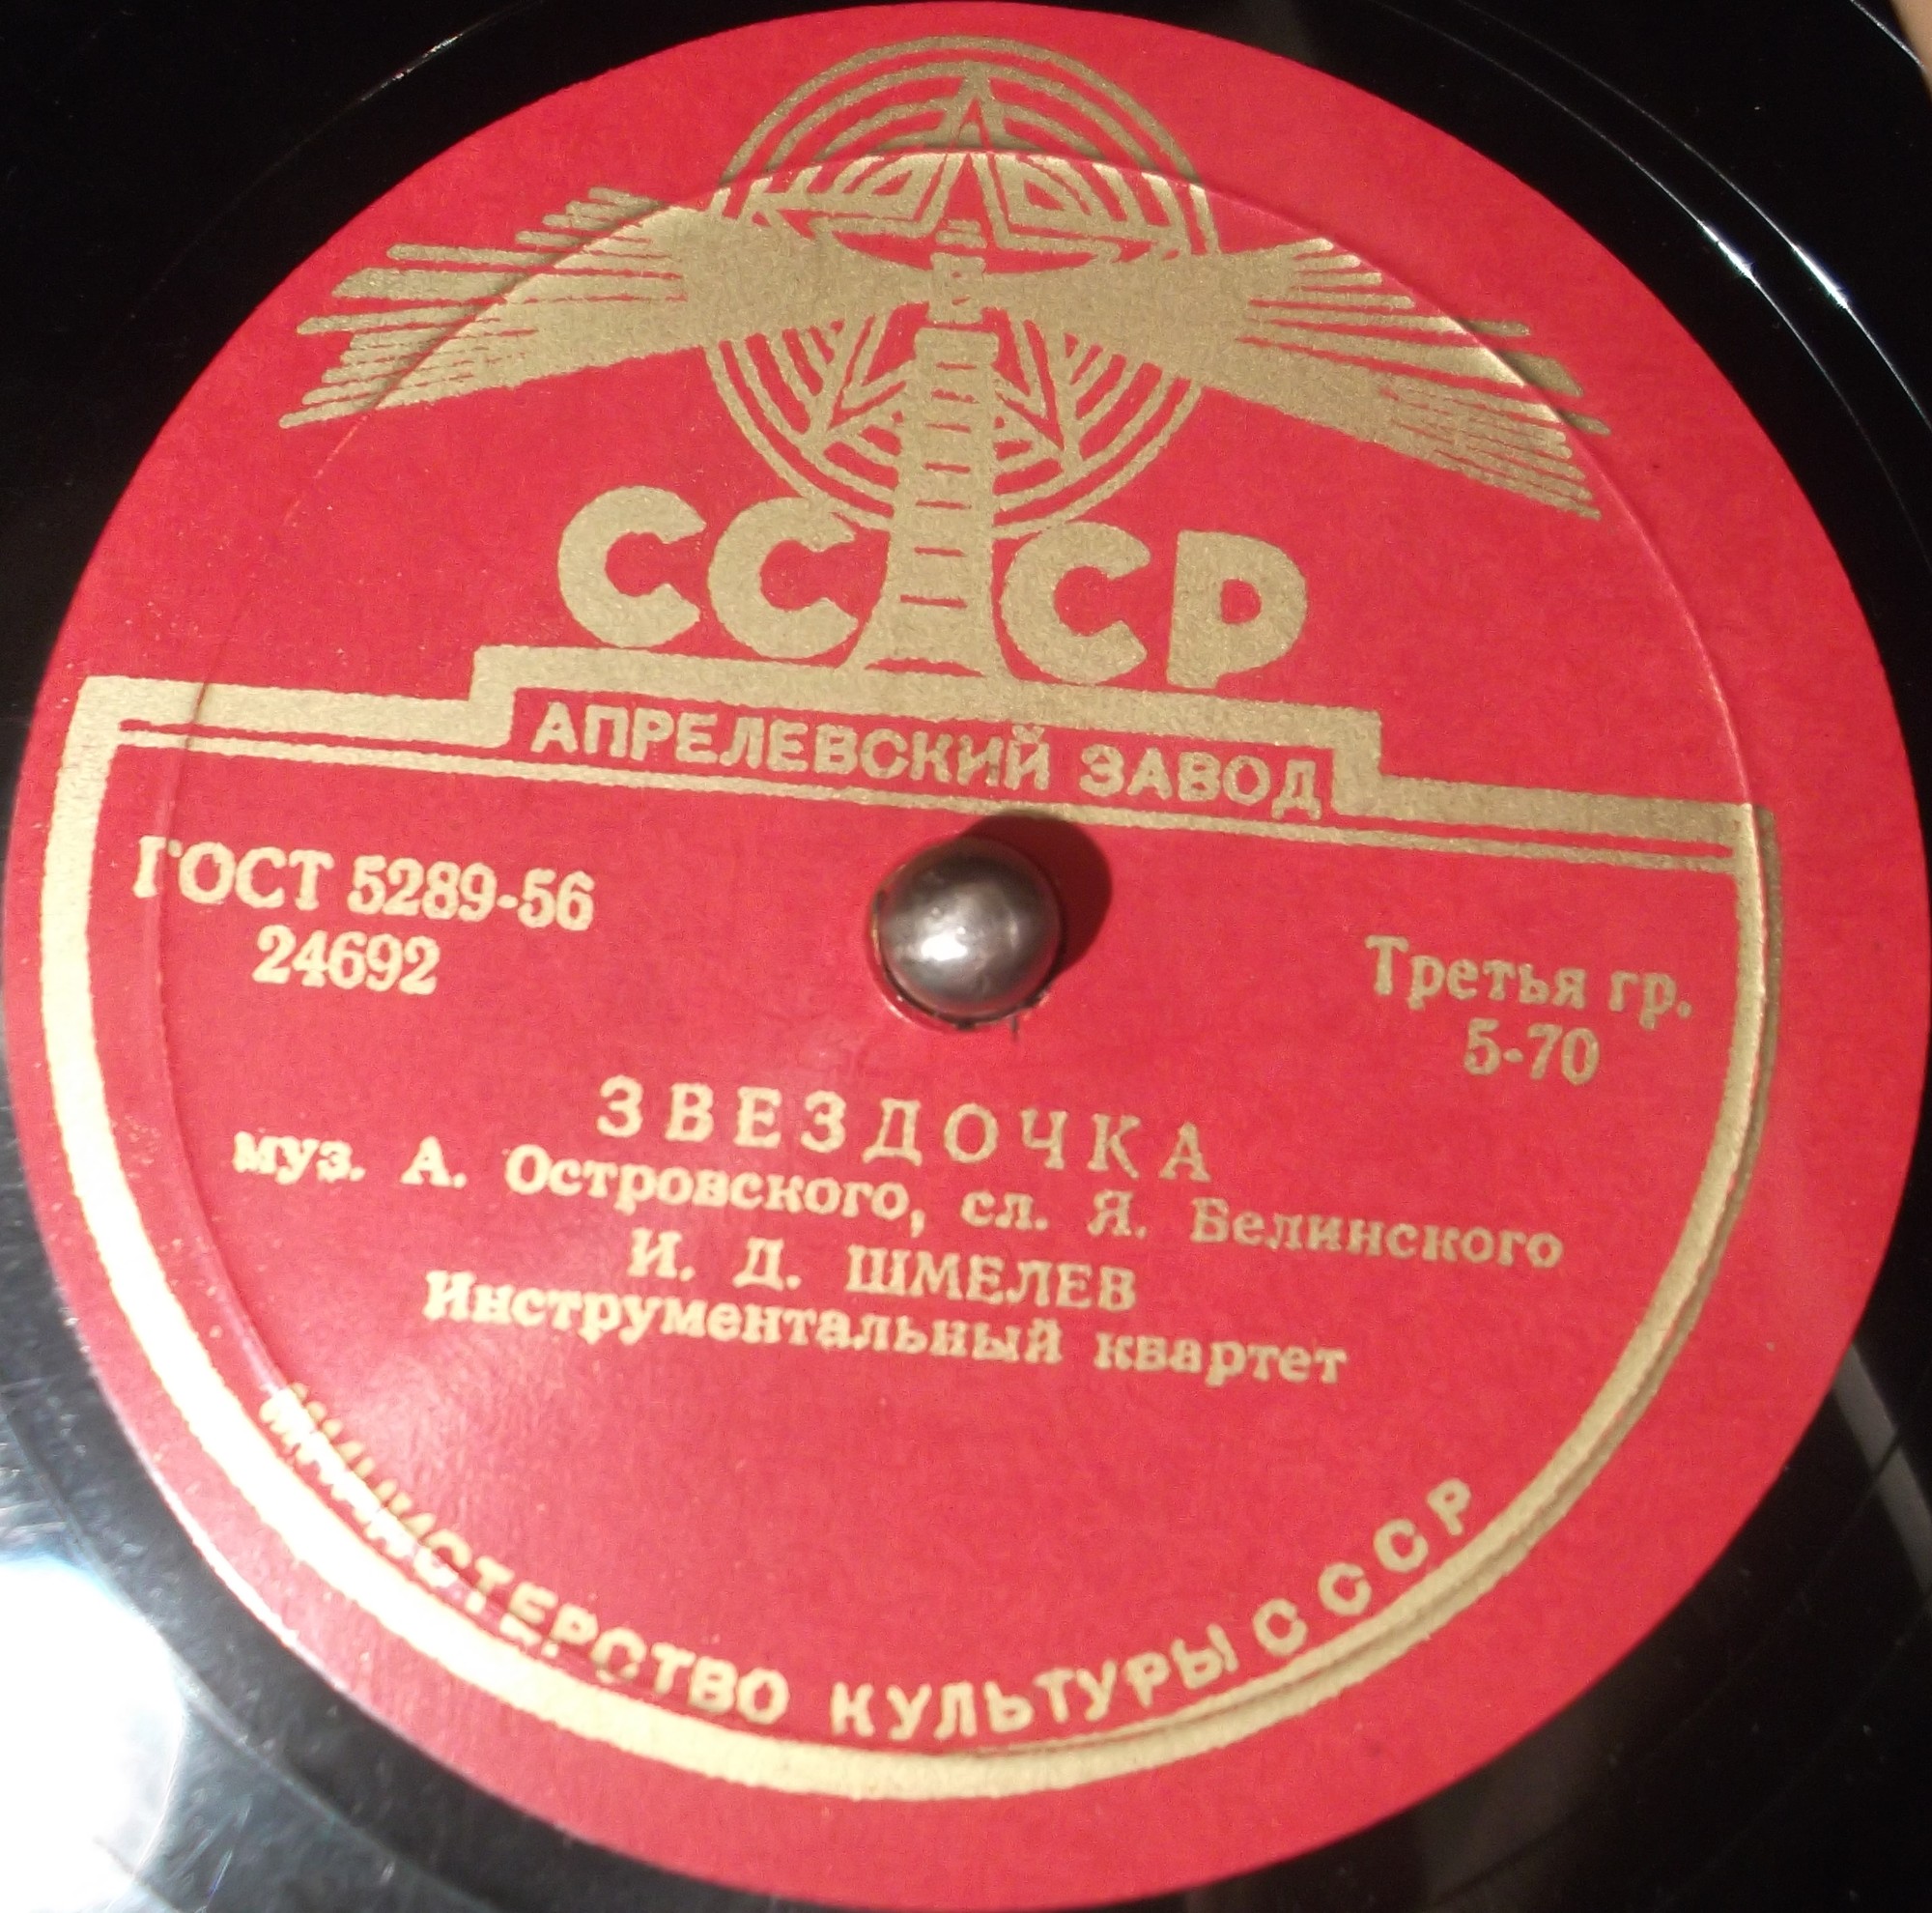 СССР
АПРЕЛЕВСКИЙ ЗАВОД
ГОСТ 5289-56
24692
Третья гр.
5-70
ЗВЕЗДОЧКА
муз. А. Островского, сл. Я. Белинского
И. Д. ШМЕЛЕВ
Инструментальный квартет
МИНИСТЕРСТВО КУЛЬТУРЫ СССР